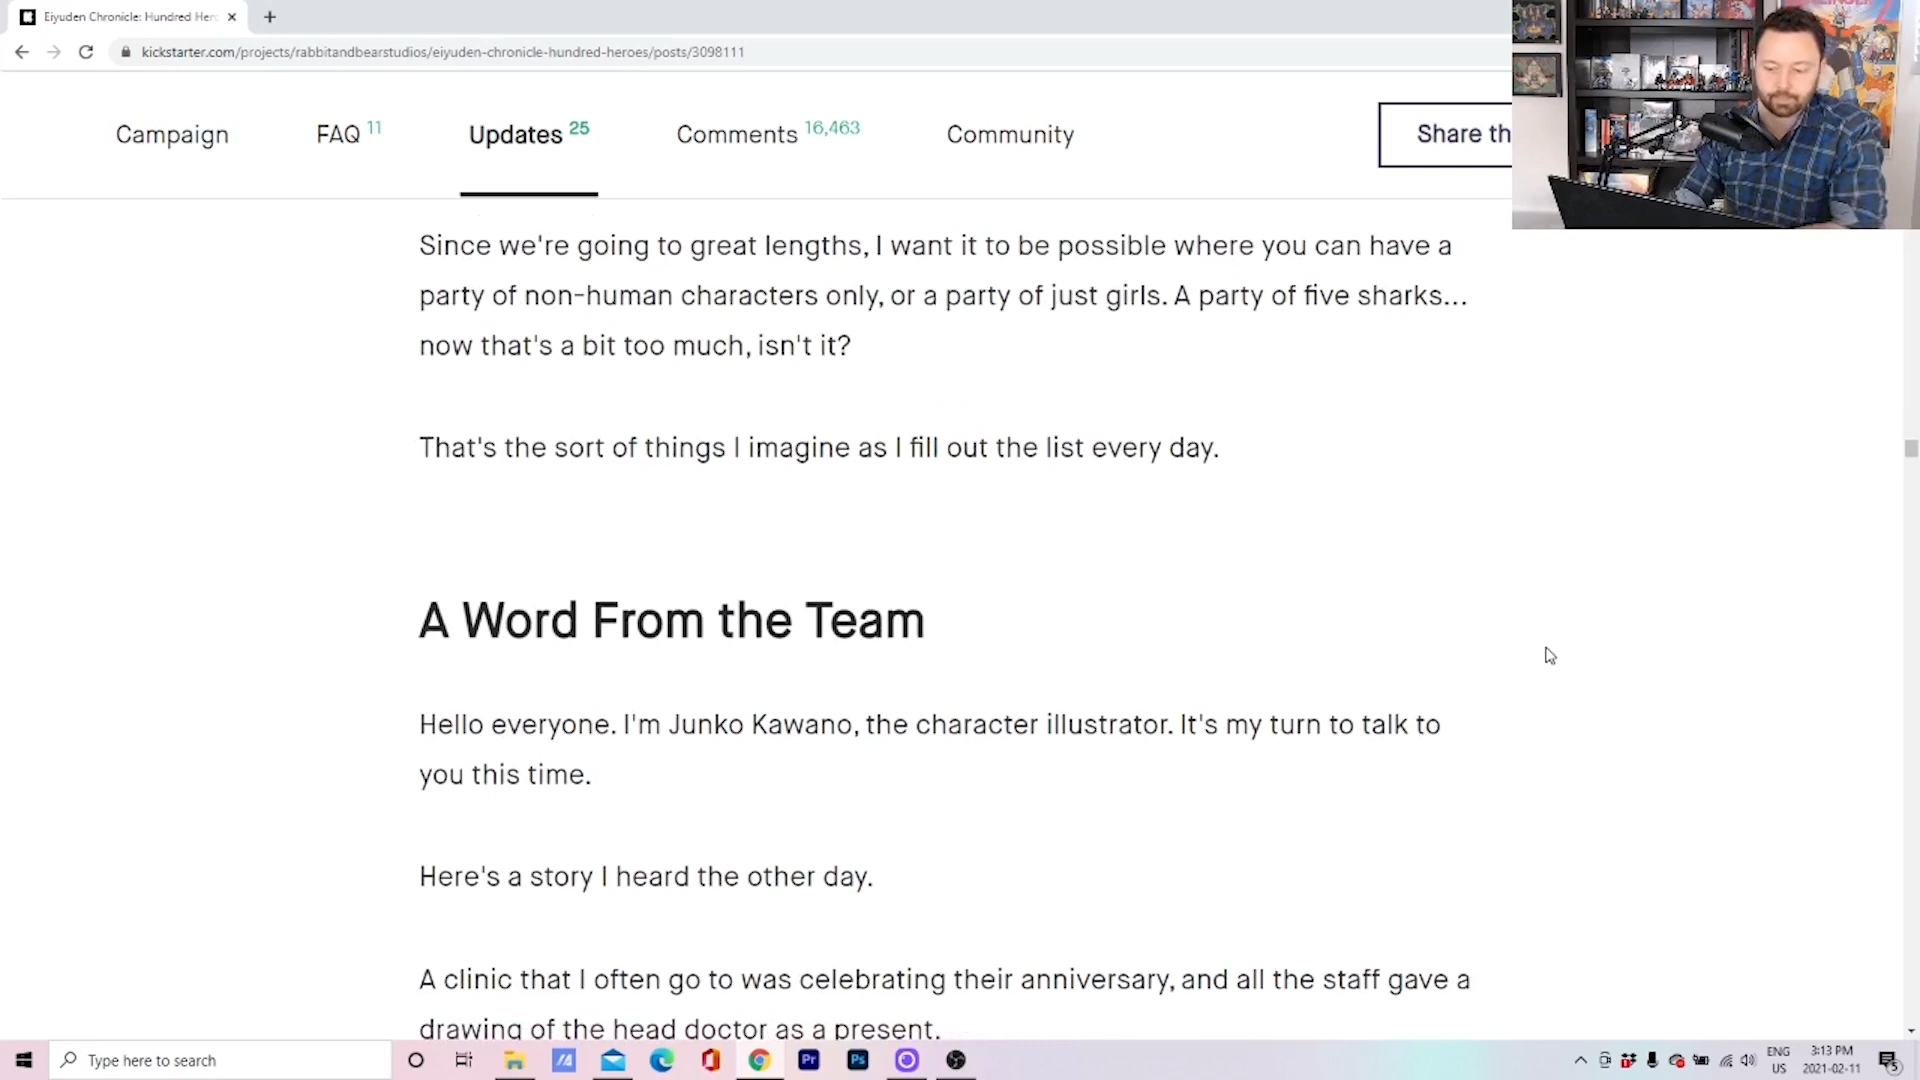 Eiyuden Chronicle: Hundred Her
kickstarter.com/projects/rabbitandbearstudios/eiyuden-chronicle-hundred-heroes/posts/3098111
Campaign
FAQ 11
Updates 25
Comments 16,463
Community
Share th
Since we're going to great lengths, I want it to be possible where you can have a
party of non-human characters only, or a party of just girls. A party of five sharks...
now that's a bit too much, isn't it?
That's the sort of things I imagine as I fill out the list every day.
A Word From the Team
Hello everyone. I'm Junko Kawano, the character illustrator. It's my turn to talk to
you this time.
Here's a story I heard the other day.
A clinic that I often go to was celebrating their anniversary, and all the staff gave a
drawing of the head doctor as a present.
Type here to search
Pr
Ps
ENG
US
3:13 PM
2021-02-11
5